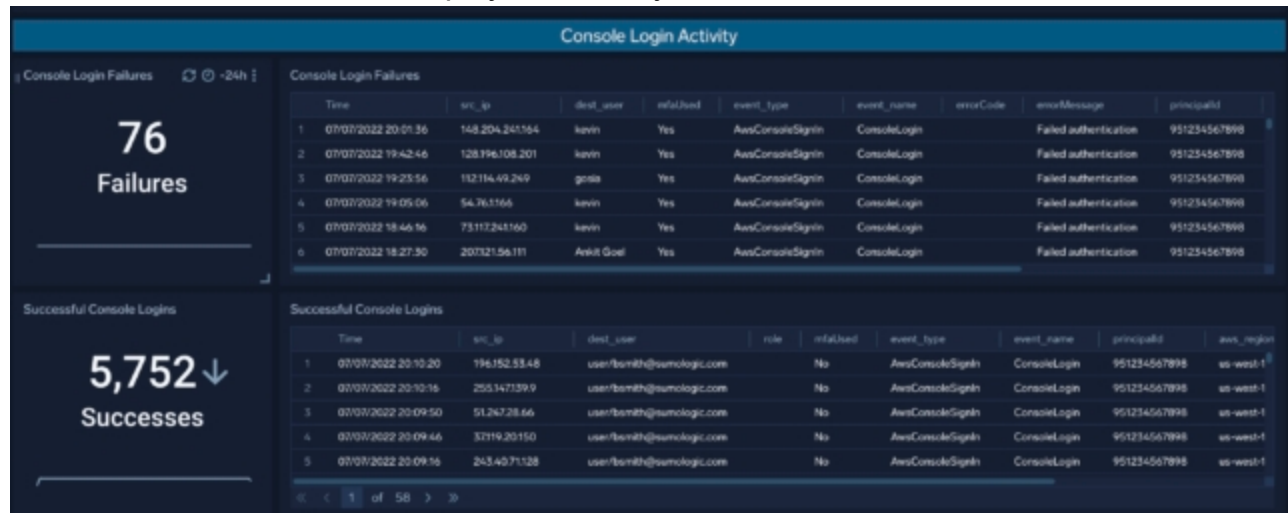 Console Login Activity
Console Login Failures -24h
76
Failures
Console Login Failures
Time src_ip dest_user mfaUsed event_type event_name errorCode errorMessage principalId
1 07/07/2022 20:01:36 148.204.241.164 kevin Yes AwsConsoleSignIn ConsoleLogin Failed authentication 951234567898
2 07/07/2022 19:42:46 128.196.108.201 kevin Yes AwsConsoleSignIn ConsoleLogin Failed authentication 951234567898
3 07/07/2022 19:23:56 112.114.49.249 gosia Yes AwsConsoleSignIn ConsoleLogin Failed authentication 951234567898
4 07/07/2022 19:05:06 54.76.1.166 kevin Yes AwsConsoleSignIn ConsoleLogin Failed authentication 951234567898
5 07/07/2022 18:46:16 73.117.241.160 kevin Yes AwsConsoleSignIn ConsoleLogin Failed authentication 951234567898
6 07/07/2022 18:27:30 207.121.56.111 Ankit Goel Yes AwsConsoleSignIn ConsoleLogin Failed authentication 951234567898
Successful Console Logins
5,752
Successes
Successful Console Logins
Time src_ip dest_user role mfaUsed event_type event_name principalId aws_region
1 07/07/2022 20:10:20 196.152.53.48 user/bsmith@sumologic.com No AwsConsoleSignIn ConsoleLogin 951234567898 us-west-1
2 07/07/2022 20:10:16 255.147.139.9 user/bsmith@sumologic.com No AwsConsoleSignIn ConsoleLogin 951234567898 us-west-1
3 07/07/2022 20:09:50 51.247.28.66 user/bsmith@sumologic.com No AwsConsoleSignIn ConsoleLogin 951234567898 us-west-1
4 07/07/2022 20:09:46 37.119.20.150 user/bsmith@sumologic.com No AwsConsoleSignIn ConsoleLogin 951234567898 us-west-1
5 07/07/2022 20:09:16 243.40.71.128 user/bsmith@sumologic.com No AwsConsoleSignIn ConsoleLogin 951234567898 us-west-1
1 of 58